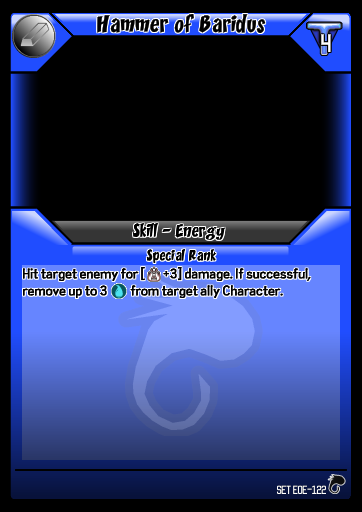 Hammer of Baridus
4
Skill - Energy
Special Rank
Hit target enemy for [ +3] damage. If successful,
remove up to 3 from target ally Character.
SET EOE-122